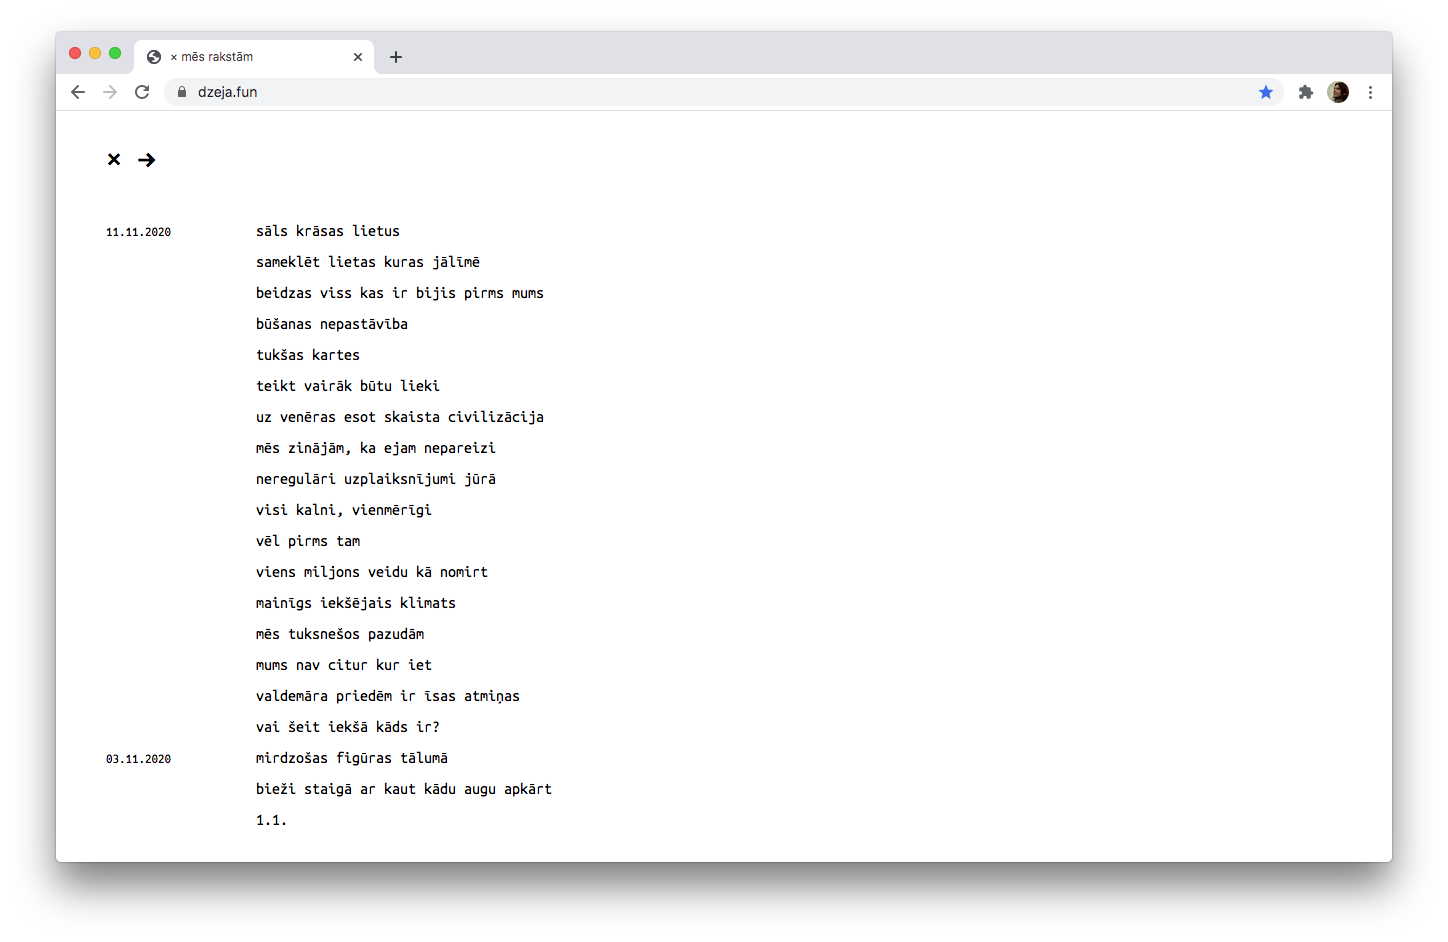 × mēs rakstām
dzeja.fun
× →
11.11.2020 sāls krāsas lietus
sameklēt lietas kuras jālīmē
beidzas viss kas ir bijis pirms mums
būšanas nepastāvība
tukšas kartes
teikt vairāk būtu lieki
uz venēras esot skaista civilizācija
mēs zinājām, ka ejam nepareizi
neregulāri uzplaiksnījumi jūrā
visi kalni, vienmērīgi
vēl pirms tam
viens miljons veidu kā nomirt
mainīgs iekšējais klimats
mēs tuksnešos pazudām
mums nav citur kur iet
valdemāra priedēm ir īsas atmiņas
vai šeit iekšā kāds ir?
03.11.2020 mirdzošas figūras tālumā
bieži staigā ar kaut kādu augu apkārt
1.1.